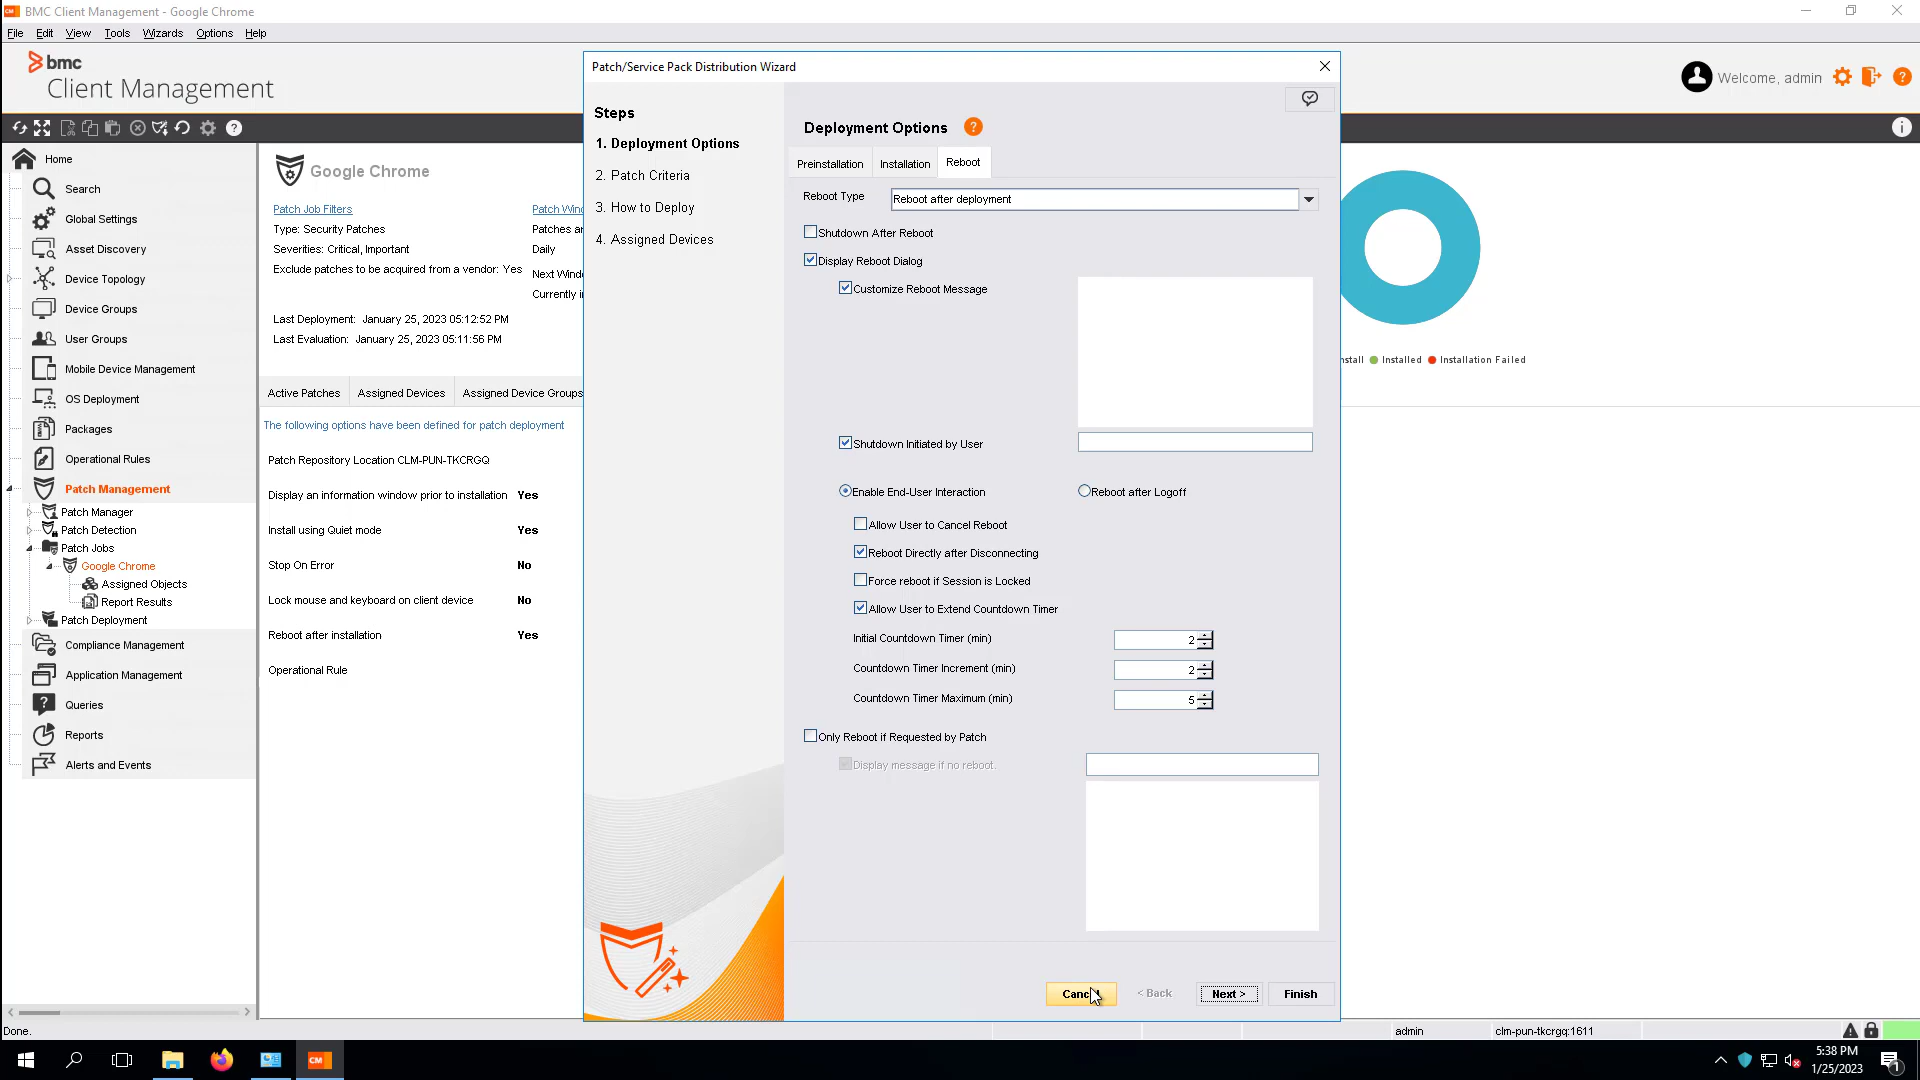 BMC Client Management - Google Chrome
File Edit View Tools Wizards Options Help
bmc
Client Management
Welcome, admin
Home
Search
Global Settings
Asset Discovery
Device Topology
Device Groups
User Groups
Mobile Device Management
OS Deployment
Packages
Operational Rules
Patch Management
Patch Manager
Patch Detection
Patch Jobs
Google Chrome
Assigned Objects
Report Results
Patch Deployment
Compliance Management
Application Management
Queries
Reports
Alerts and Events
Google Chrome
Patch Job Filters
Type: Security Patches
Severities: Critical, Important
Exclude patches to be acquired from a vendor: Yes
Last Deployment: January 25, 2023 05:12:52 PM
Last Evaluation: January 25, 2023 05:11:56 PM
Patch Wind
Patches ar
Daily
Next Windo
Currently i
Active Patches Assigned Devices Assigned Device Groups
The following options have been defined for patch deployment
Patch Repository Location CLM-PUN-TKCRGQ
Display an information window prior to installation Yes
Install using Quiet mode Yes
Stop On Error No
Lock mouse and keyboard on client device No
Reboot after installation Yes
Operational Rule
Patch/Service Pack Distribution Wizard
Steps
1. Deployment Options
2. Patch Criteria
3. How to Deploy
4. Assigned Devices
Deployment Options ?
Preinstallation Installation Reboot
Reboot Type Reboot after deployment
Shutdown After Reboot
Display Reboot Dialog
Customize Reboot Message
Shutdown Initiated by User
Enable End-User Interaction Reboot after Logoff
Allow User to Cancel Reboot
Reboot Directly after Disconnecting
Force reboot if Session is Locked
Allow User to Extend Countdown Timer
Initial Countdown Timer (min) 2
Countdown Timer Increment (min) 2
Countdown Timer Maximum (min) 5
Only Reboot if Requested by Patch
Display message if no reboot.
Cancel < Back Next > Finish
nstall Installed Installation Failed
Done.
admin clm-pun-tkcrgq:1611
CM
5:38 PM
1/25/2023
1